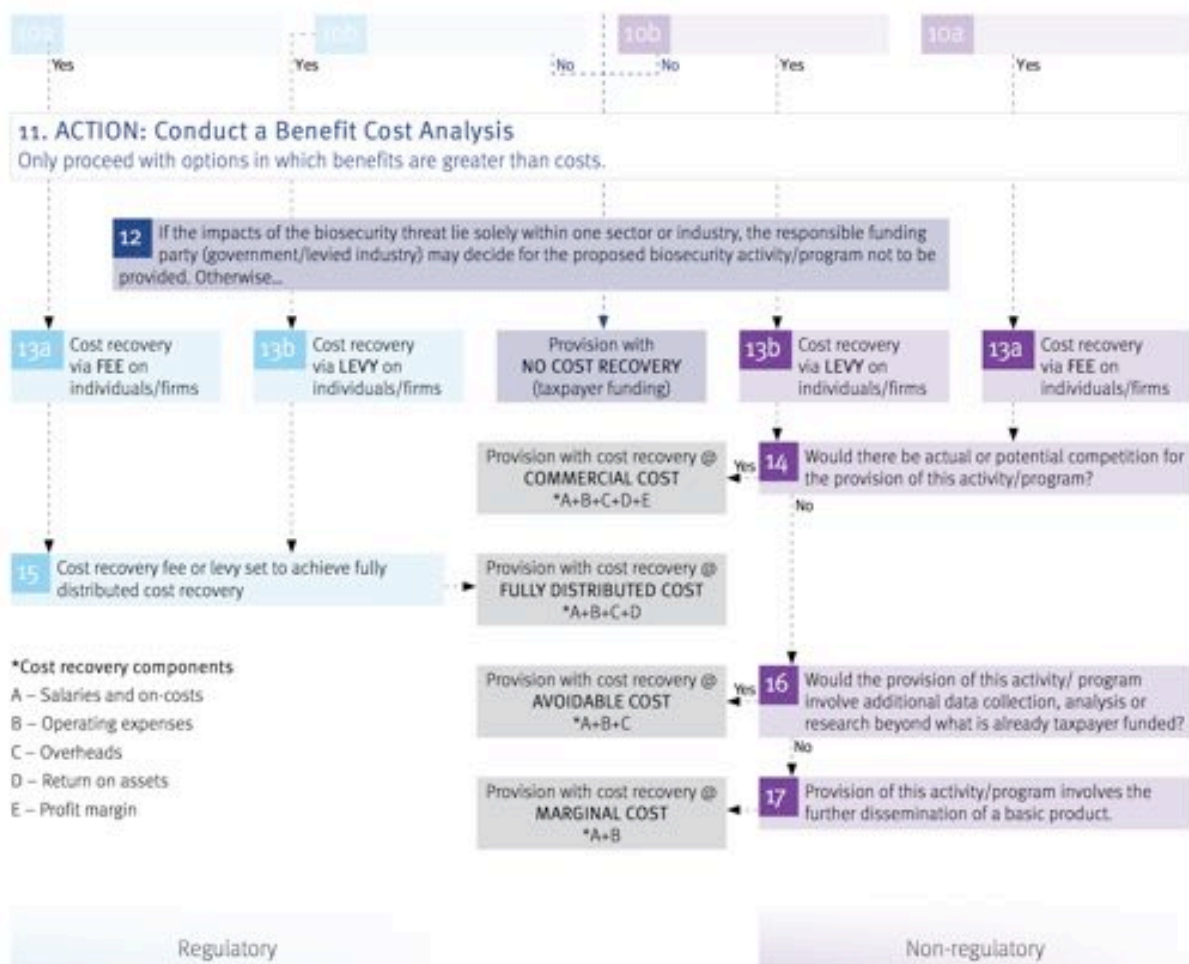 10a
10b
10b
10a
Yes
Yes
No
No
Yes
Yes
11. ACTION: Conduct a Benefit Cost Analysis
Only proceed with options in which benefits are greater than costs.
12 If the impacts of the biosecurity threat lie solely within one sector or industry, the responsible funding
party (government/levied industry) may decide for the proposed biosecurity activity/program not to be
provided. Otherwise...
13a Cost recovery
via FEE on
individuals/firms
13b Cost recovery
via LEVY on
individuals/firms
Provision with
NO COST RECOVERY
(taxpayer funding)
13b Cost recovery
via LEVY on
individuals/firms
13a Cost recovery
via FEE on
individuals/firms
Provision with cost recovery @
COMMERCIAL COST
*A+B+C+D+E
Yes
14 Would there be actual or potential competition for
the provision of this activity/program?
No
15 Cost recovery fee or levy set to achieve fully
distributed cost recovery
Provision with cost recovery @
FULLY DISTRIBUTED COST
*A+B+C+D
*Cost recovery components
A – Salaries and on-costs
B – Operating expenses
C – Overheads
D – Return on assets
E – Profit margin
Provision with cost recovery @
AVOIDABLE COST
*A+B+C
Yes
16 Would the provision of this activity/ program
involve additional data collection, analysis or
research beyond what is already taxpayer funded?
No
Provision with cost recovery @
MARGINAL COST
*A+B
17 Provision of this activity/program involves the
further dissemination of a basic product.
Regulatory
Non-regulatory